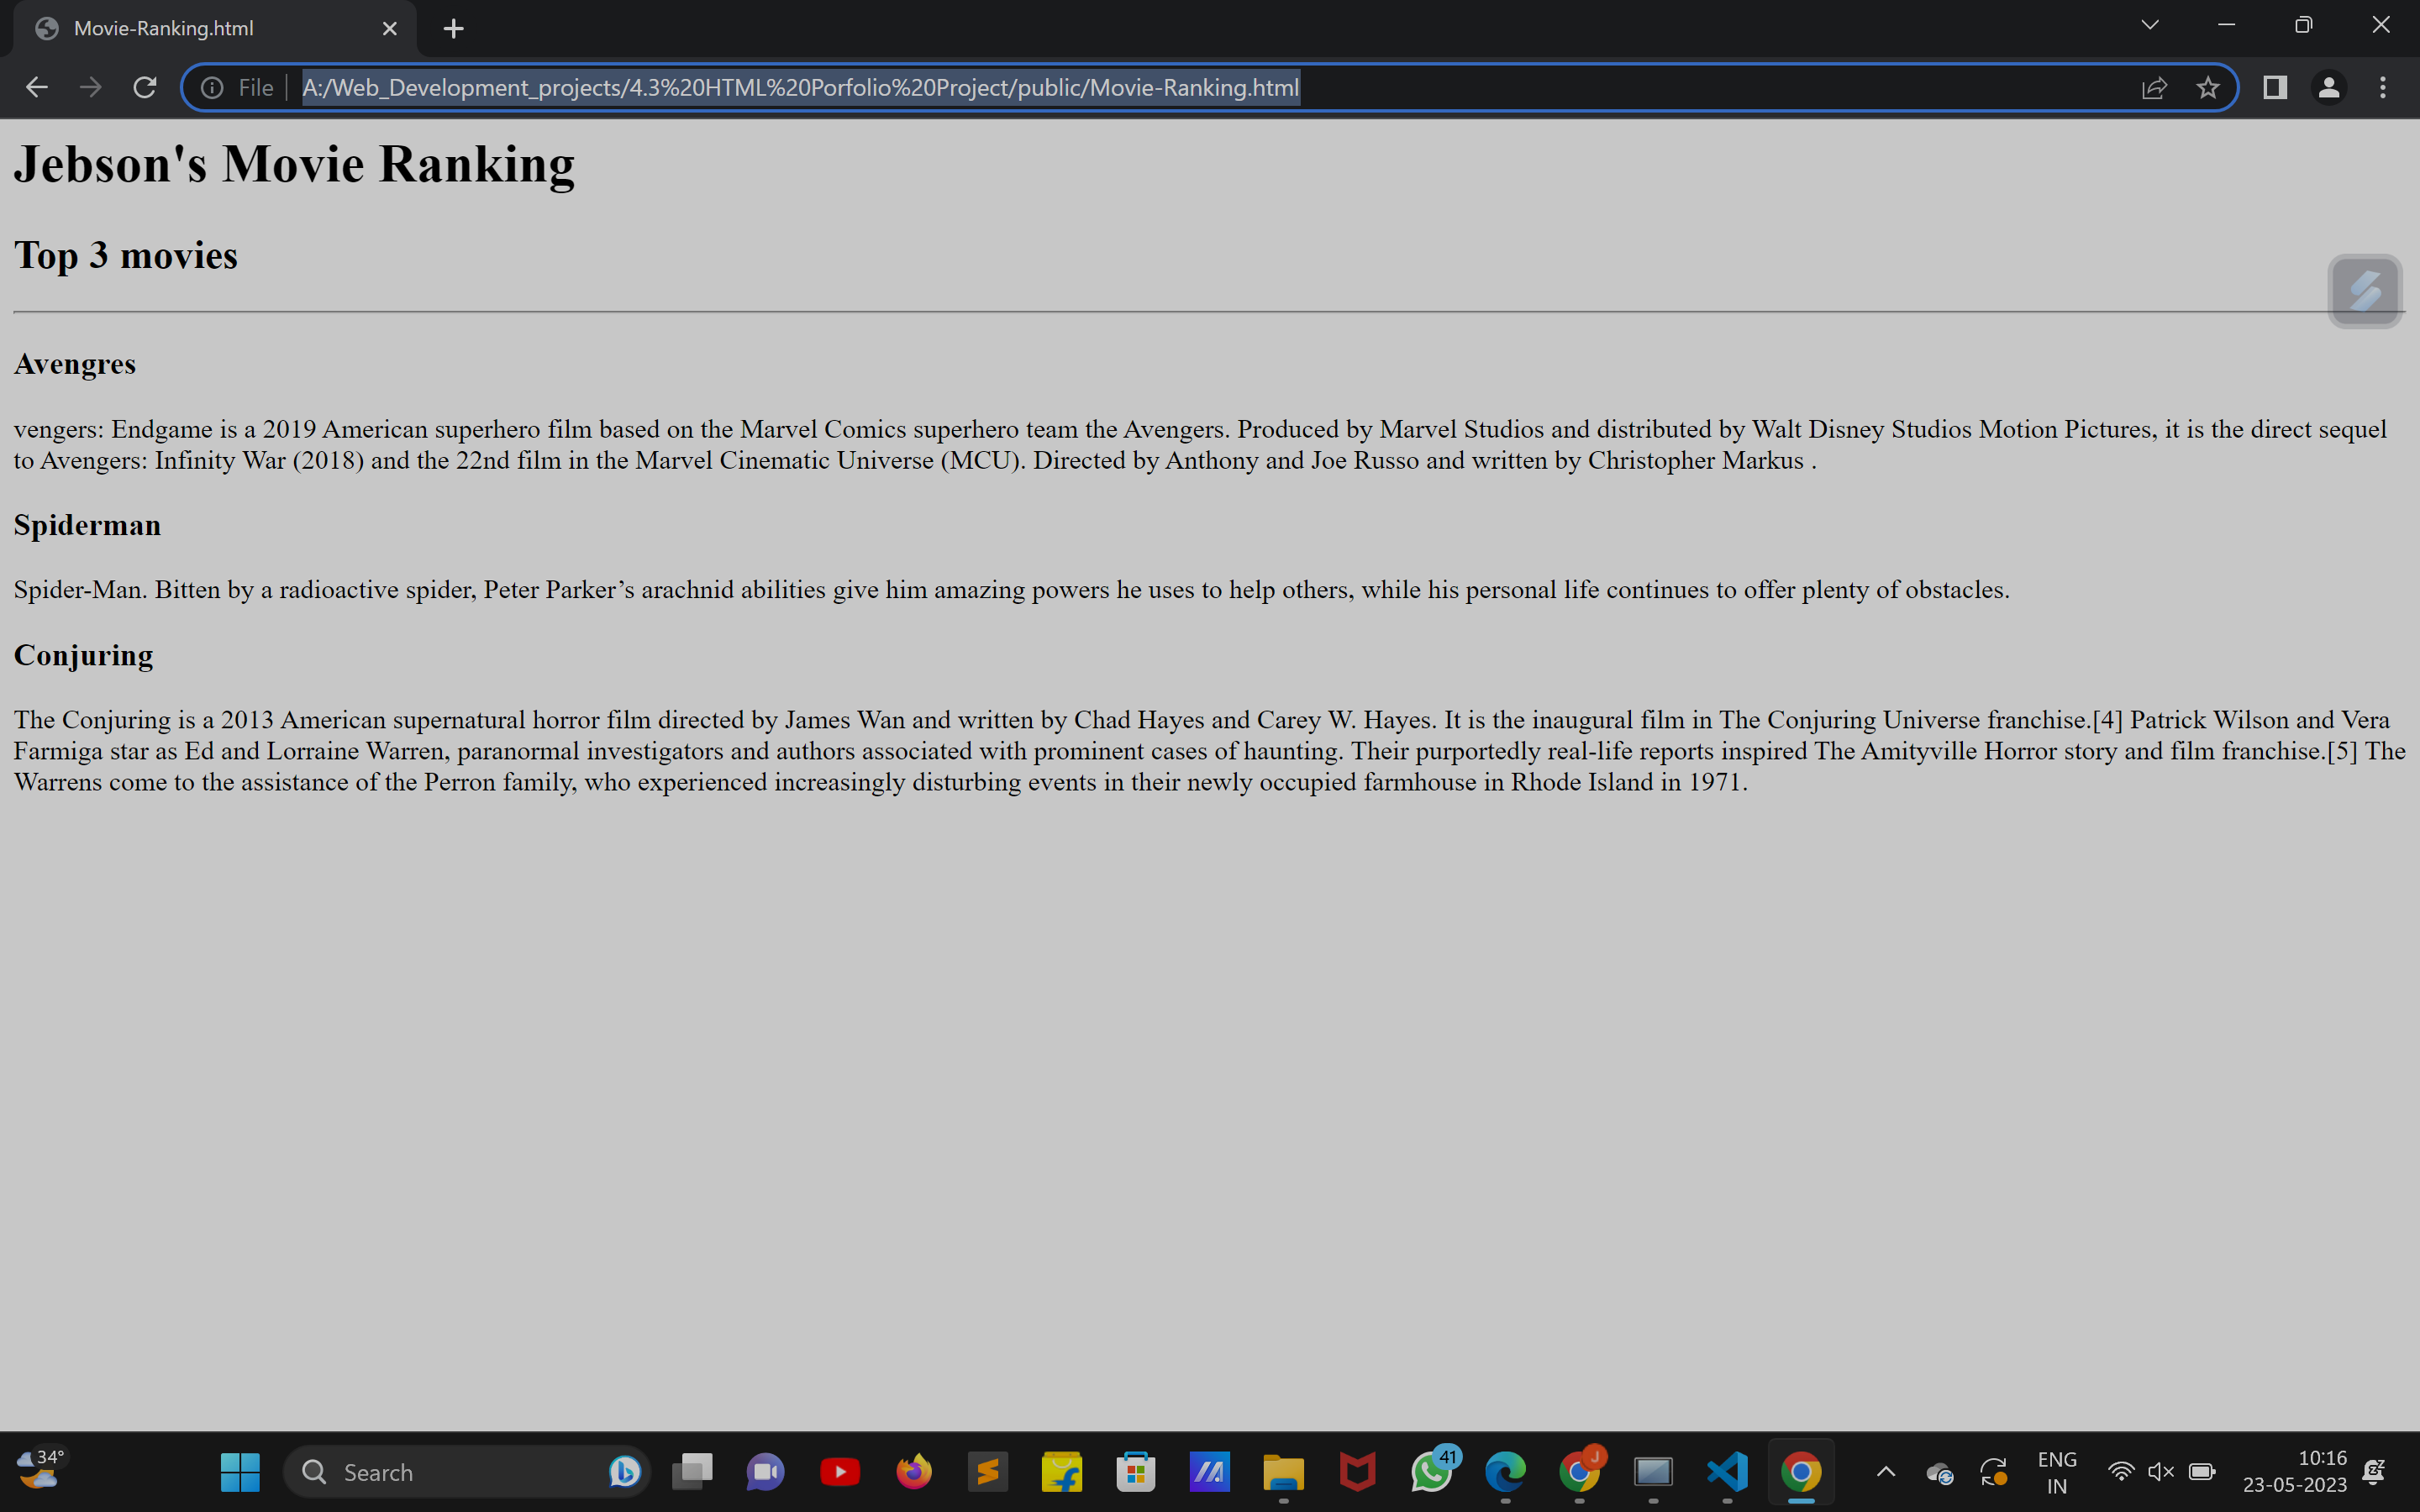 Movie-Ranking.html
File
A:/Web_Development_projects/4.3%20HTML%20Porfolio%20Project/public/Movie-Ranking.html
Jebson's Movie Ranking
Top 3 movies
Avengres
vengers: Endgame is a 2019 American superhero film based on the Marvel Comics superhero team the Avengers. Produced by Marvel Studios and distributed by Walt Disney Studios Motion Pictures, it is the direct sequel
to Avengers: Infinity War (2018) and the 22nd film in the Marvel Cinematic Universe (MCU). Directed by Anthony and Joe Russo and written by Christopher Markus .
Spiderman
Spider-Man. Bitten by a radioactive spider, Peter Parker’s arachnid abilities give him amazing powers he uses to help others, while his personal life continues to offer plenty of obstacles.
Conjuring
The Conjuring is a 2013 American supernatural horror film directed by James Wan and written by Chad Hayes and Carey W. Hayes. It is the inaugural film in The Conjuring Universe franchise.[4] Patrick Wilson and Vera
Farmiga star as Ed and Lorraine Warren, paranormal investigators and authors associated with prominent cases of haunting. Their purportedly real-life reports inspired The Amityville Horror story and film franchise.[5] The
Warrens come to the assistance of the Perron family, who experienced increasingly disturbing events in their newly occupied farmhouse in Rhode Island in 1971.
34°
Search
41
J
ENG
IN
10:16
23-05-2023